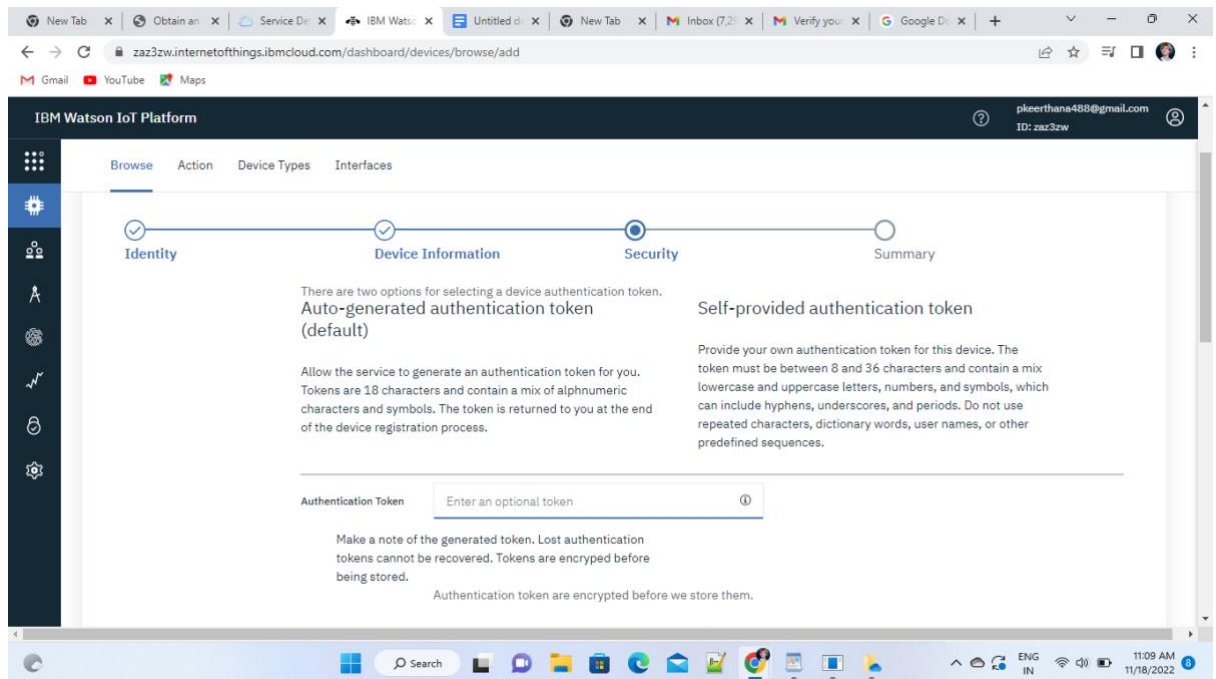 New Tab
Obtain an
Service De
IBM Watso
Untitled d
New Tab
Inbox (7,25
Verify your
Google Do
zaz3zw.internetofthings.ibmcloud.com/dashboard/devices/browse/add
Gmail YouTube Maps
IBM Watson IoT Platform
pkeerthana488@gmail.com
ID: zaz3zw
Browse Action Device Types Interfaces
Identity Device Information Security Summary
There are two options for selecting a device authentication token.
Auto-generated authentication token
(default)
Allow the service to generate an authentication token for you.
Tokens are 18 characters and contain a mix of alphnumeric
characters and symbols. The token is returned to you at the end
of the device registration process.
Self-provided authentication token
Provide your own authentication token for this device. The
token must be between 8 and 36 characters and contain a mix
lowercase and uppercase letters, numbers, and symbols, which
can include hyphens, underscores, and periods. Do not use
repeated characters, dictionary words, user names, or other
predefined sequences.
Authentication Token Enter an optional token
Make a note of the generated token. Lost authentication
tokens cannot be recovered. Tokens are encryped before
being stored.
Authentication token are encrypted before we store them.
Search
ENG
IN
11:09 AM
11/18/2022
8